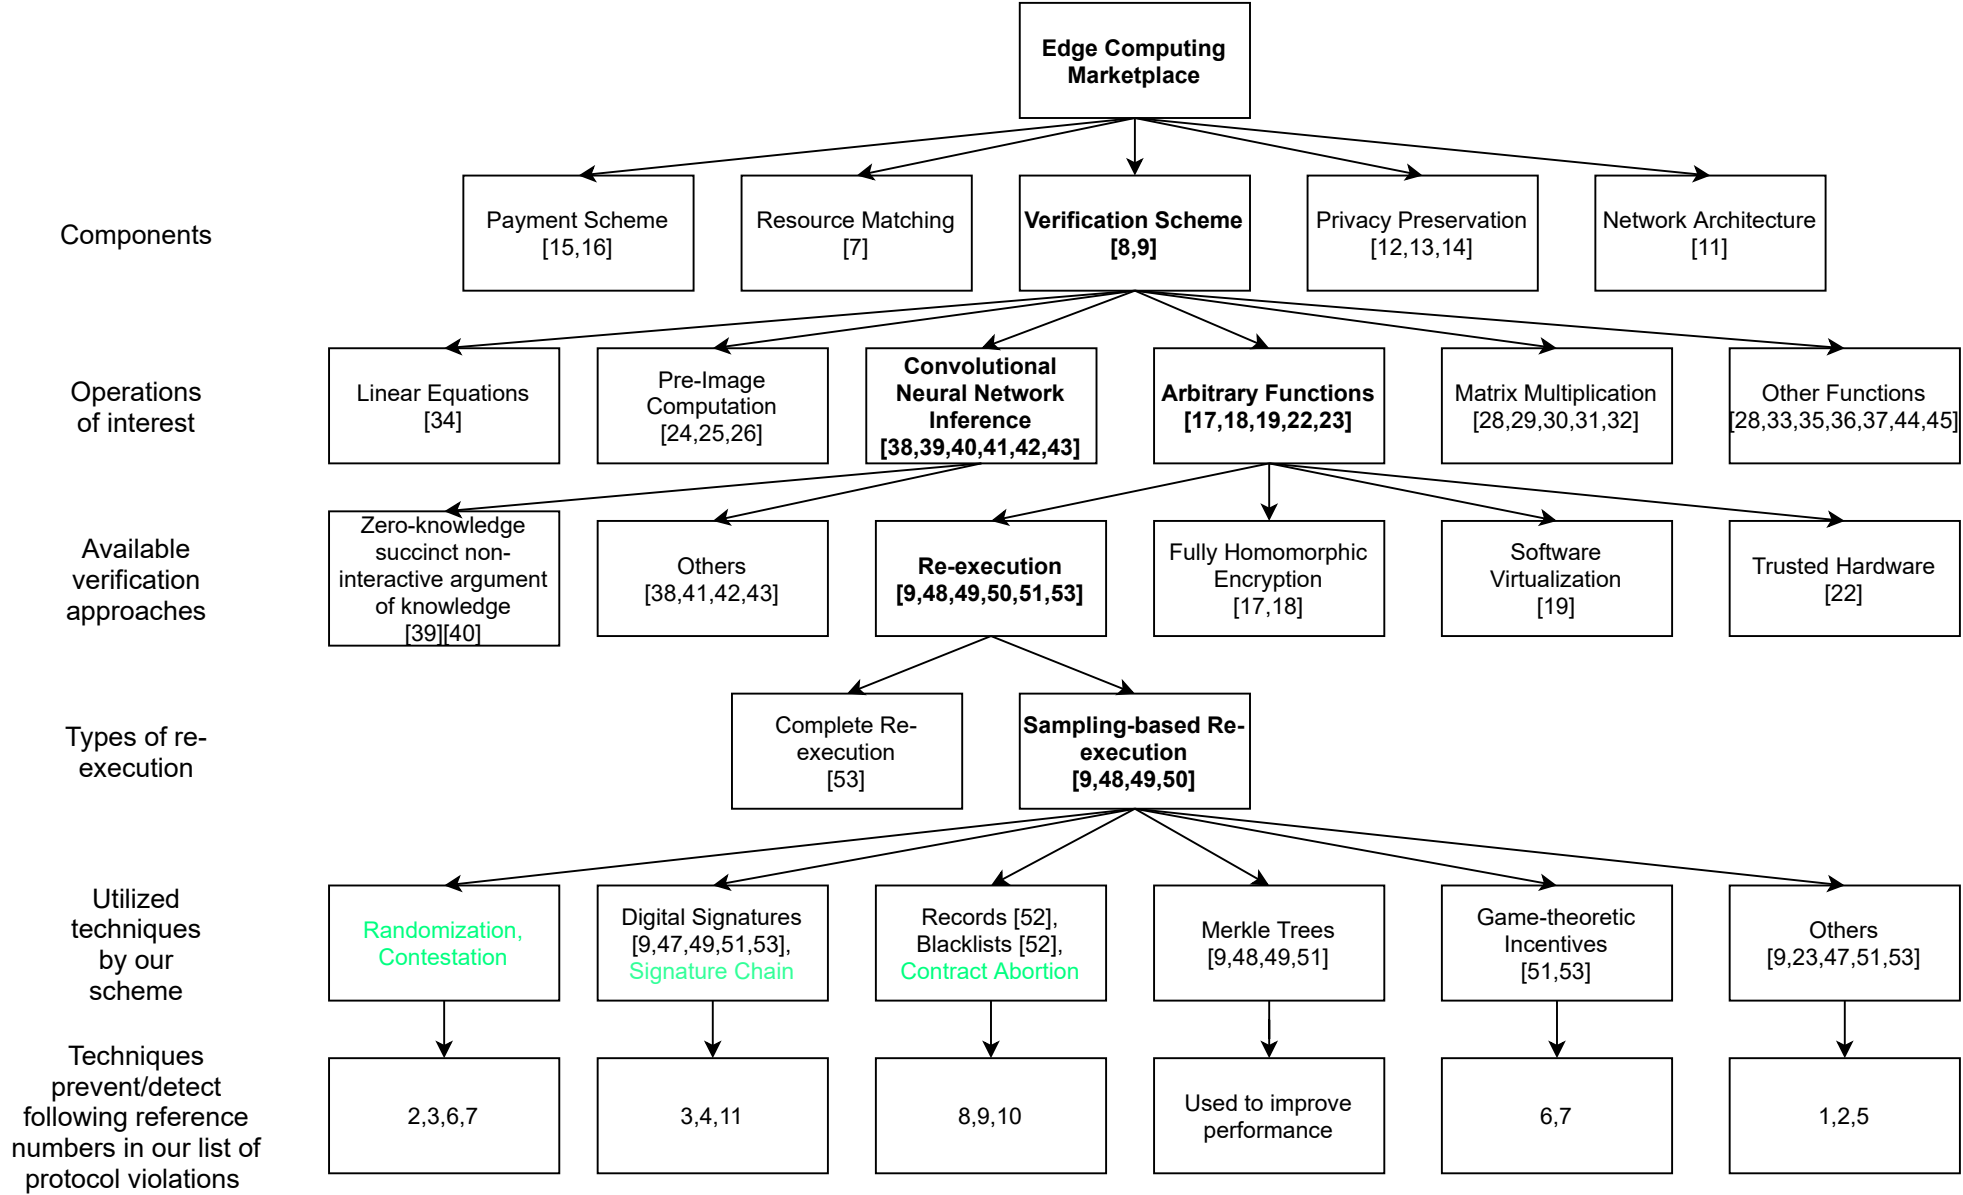 Edge Computing
Marketplace
Components
Payment Scheme
[15,16]
Resource Matching
[7]
Verification Scheme
[8,9]
Privacy Preservation
[12,13,14]
Network Architecture
[11]
Operations
of interest
Linear Equations
[34]
Pre-Image
Computation
[24,25,26]
Convolutional
Neural Network
Inference
[38,39,40,41,42,43]
Arbitrary Functions
[17,18,19,22,23]
Matrix Multiplication
[28,29,30,31,32]
Other Functions
[28,33,35,36,37,44,45]
Available
verification
approaches
Zero-knowledge
succinct non-
interactive argument
of knowledge
[39][40]
Others
[38,41,42,43]
Re-execution
[9,48,49,50,51,53]
Fully Homomorphic
Encryption
[17,18]
Software
Virtualization
[19]
Trusted Hardware
[22]
Types of re-
execution
Complete Re-
execution
[53]
Sampling-based Re-
execution
[9,48,49,50]
Utilized
techniques
by our
scheme
Randomization,
Contestation
Digital Signatures
[9,47,49,51,53],
Signature Chain
Records [52],
Blacklists [52],
Contract Abortion
Merkle Trees
[9,48,49,51]
Game-theoretic
Incentives
[51,53]
Others
[9,23,47,51,53]
Techniques
prevent/detect
following reference
numbers in our list of
protocol violations
2,3,6,7
3,4,11
8,9,10
Used to improve
performance
6,7
1,2,5